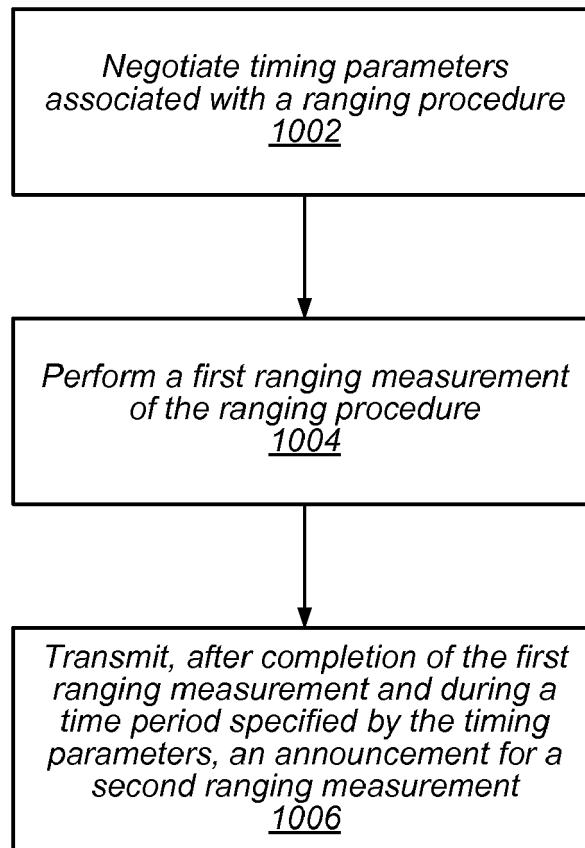 Negotiate timing parameters
associated with a ranging procedure
1002
Perform a first ranging measurement
of the ranging procedure
1004
Transmit, after completion of the first
ranging measurement and during a
time period specified by the timing
parameters, an announcement for a
second ranging measurement
1006